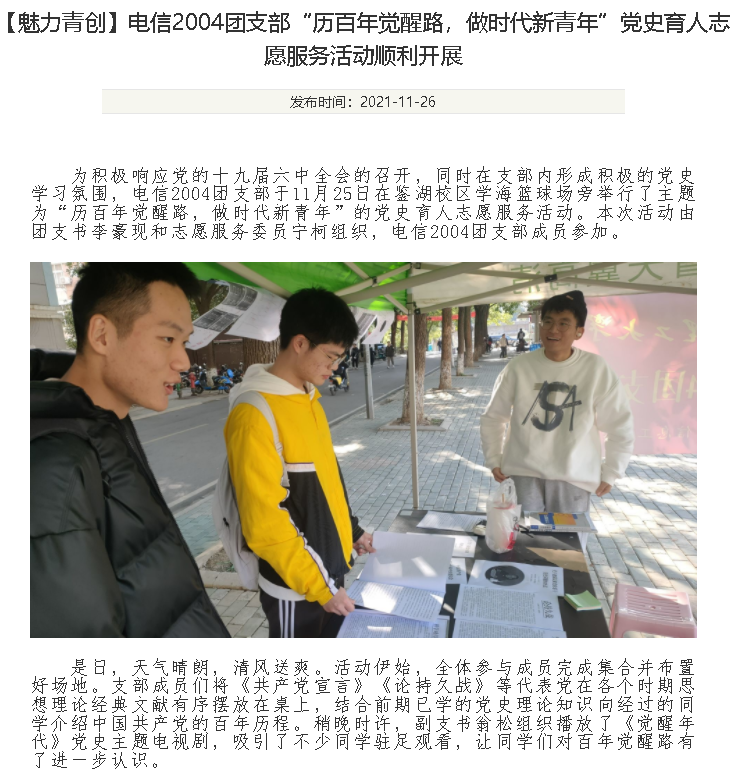 【魅力青创】电信2004团支部“历百年觉醒路，做时代新青年”党史育人志
愿服务活动顺利开展
发布时间：2021-11-26
为积极响应党的十九届六中全会的召开，同时在支部内形成积极的党史
学习氛围，电信2004团支部于11月25日在鉴湖校区学海篮球场旁举行了主题
为“历百年觉醒路，做时代新青年”的党史育人志愿服务活动。本次活动由
团支书李豪现和志愿服务委员宁柯组织，电信2004团支部成员参加。
是日，天气晴朗，清风送爽。活动伊始，全体参与成员完成集合并布置
好场地。支部成员们将《共产党宣言》《论持久战》等代表党在各个时期思
想理论经典文献有序摆放在桌上，结合前期已学的党史理论知识向经过的同
学介绍中国共产党的百年历程。稍晚时许，副支书翁松组织播放了《觉醒年
代》党史主题电视剧，吸引了不少同学驻足观看，让同学们对百年觉醒路有
了进一步认识。